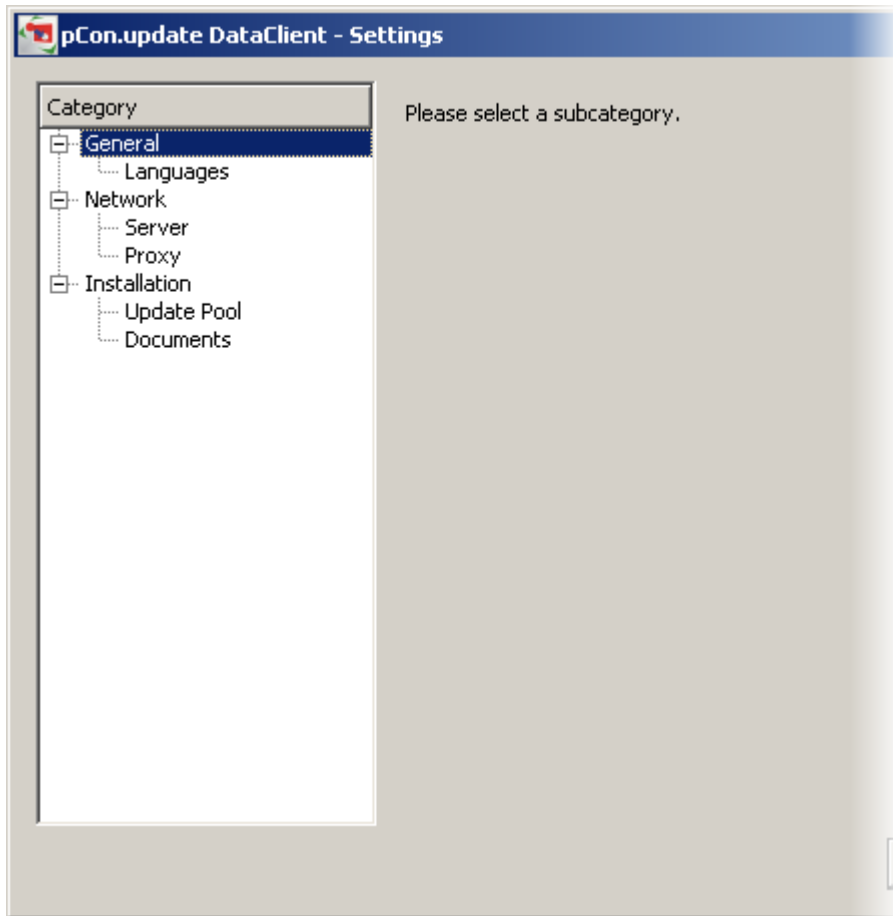 pCon.update DataClient - Settings
Category
General
Languages
Network
Server
Proxy
Installation
Update Pool
Documents
Please select a subcategory.